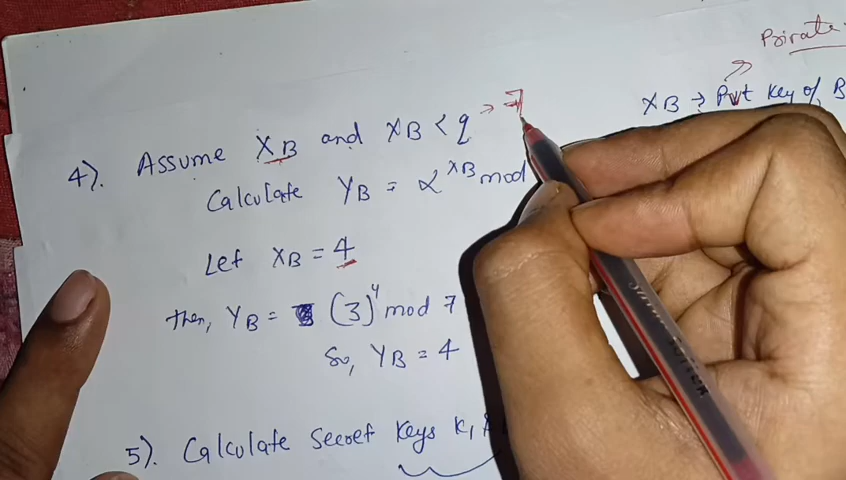 Private
XB → Pvt key of B
4). Assume XB and XB < q → 7
Calculate YB = α^XB mod
Let XB = 4
then, YB = (3)^4 mod 7
So, YB = 4
5). Calculate Secret Keys K1